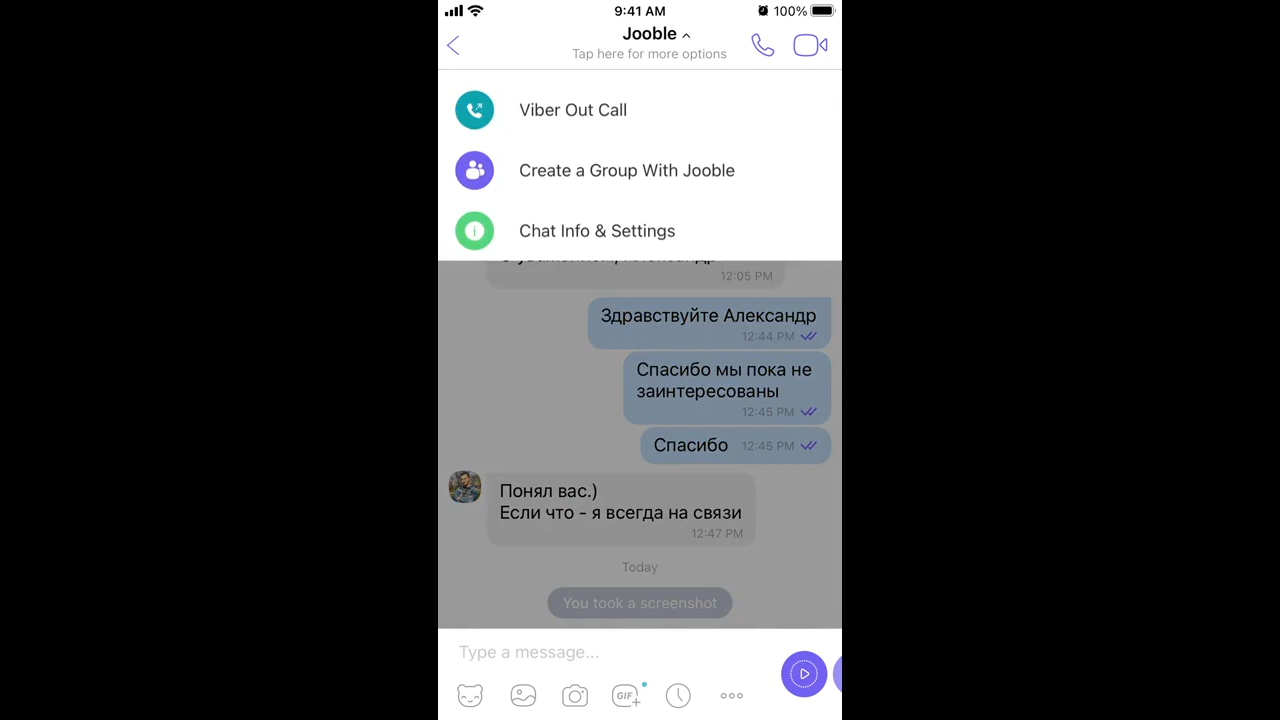 9:41 AM
100%
Jooble
Tap here for more options
Viber Out Call
Create a Group With Jooble
Chat Info & Settings
12:05 PM
Здравствуйте Александр
12:44 PM
Спасибо мы пока не
заинтересованы
12:45 PM
Спасибо 12:45 PM
Понял вас.)
Если что - я всегда на связи
12:47 PM
Today
You took a screenshot
Type a message...
GIF